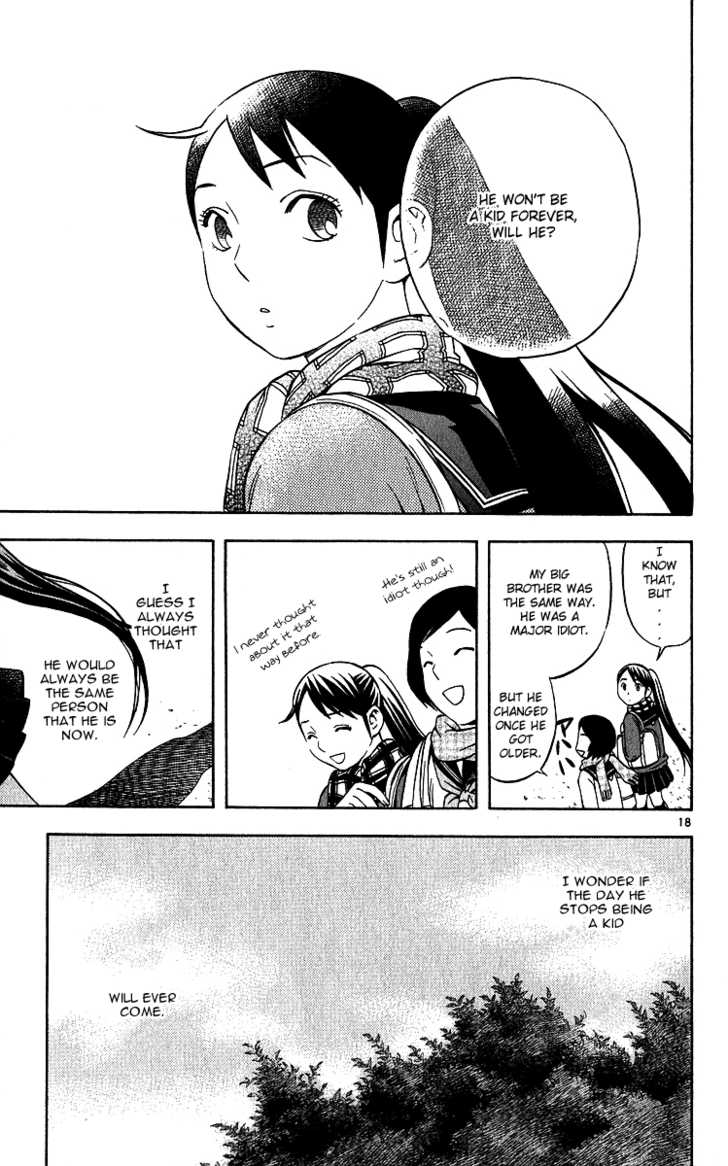 HE WON'T BE
A KID FOREVER,
WILL HE?
I
KNOW
THAT,
BUT
....
MY BIG
BROTHER WAS
THE SAME WAY.
HE WAS A
MAJOR IDIOT.
BUT HE
CHANGED
ONCE HE
GOT
OLDER.
He's still an
idiot though!
I never thought
about it that
way before.
I
GUESS I
ALWAYS
THOUGHT
THAT
HE WOULD
ALWAYS BE
THE SAME
PERSON
THAT HE IS
NOW.
18
I WONDER IF
THE DAY HE
STOPS BEING
A KID
WILL EVER
COME.